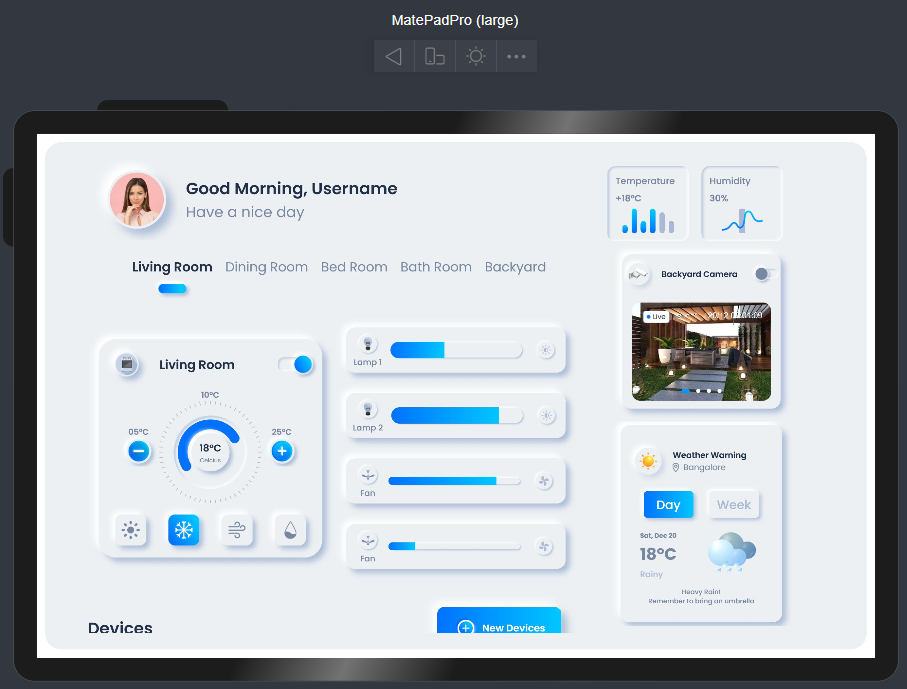 MatePadPro (large)
Good Morning, Username
Have a nice day
Temperature
+18°C
Humidity
30%
Living Room Dining Room Bed Room Bath Room Backyard
Backyard Camera
Live
Living Room
10°C
05°C
25°C
18°C
Celcius
Lamp 1
Lamp 2
Fan
Fan
Weather Warning
Bangalore
Day
Week
Sat, Dec 20
18°C
Rainy
Heavy Rain!
Remember to bring an umbrella
Devices
New Devices